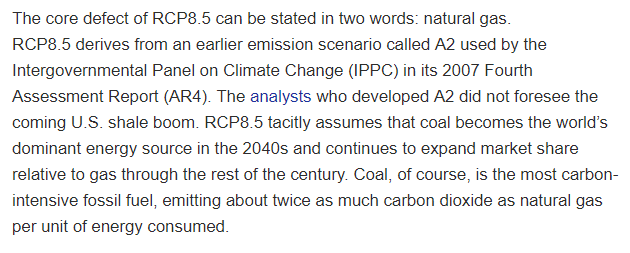 The core defect of RCP8.5 can be stated in two words: natural gas.
RCP8.5 derives from an earlier emission scenario called A2 used by the
Intergovernmental Panel on Climate Change (IPPC) in its 2007 Fourth
Assessment Report (AR4). The analysts who developed A2 did not foresee the
coming U.S. shale boom. RCP8.5 tacitly assumes that coal becomes the world’s
dominant energy source in the 2040s and continues to expand market share
relative to gas through the rest of the century. Coal, of course, is the most carbon-
intensive fossil fuel, emitting about twice as much carbon dioxide as natural gas
per unit of energy consumed.